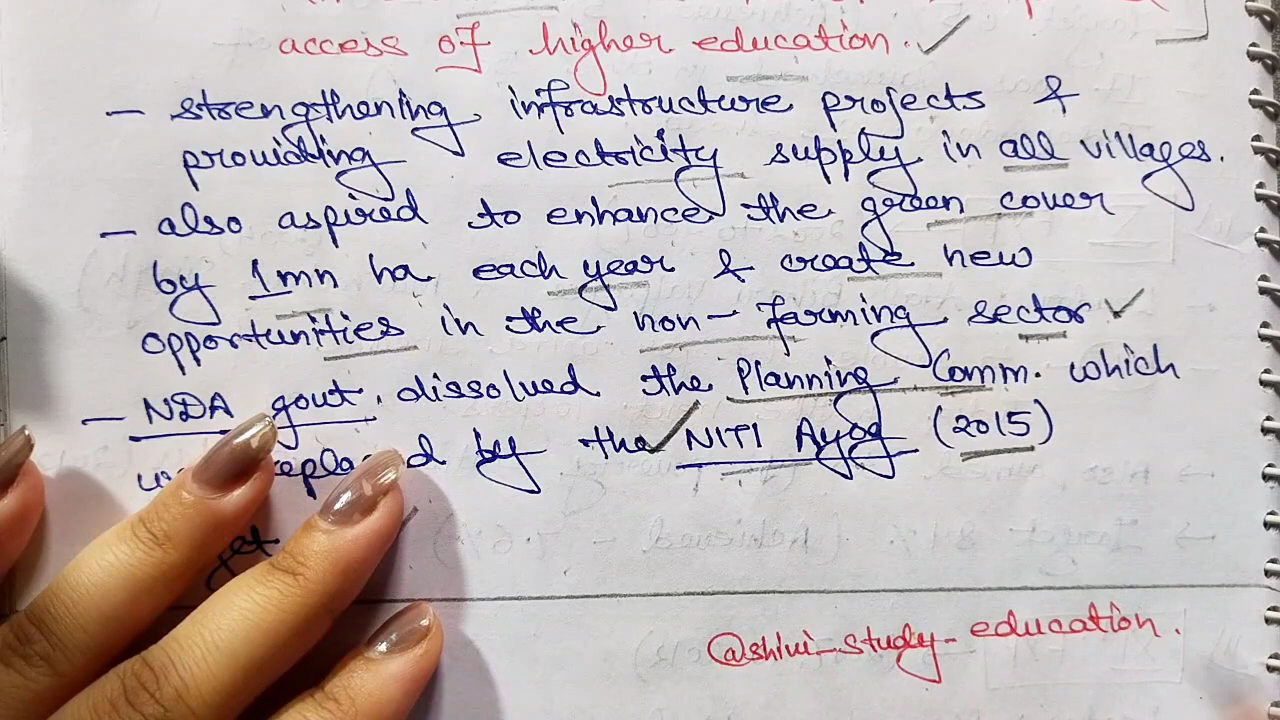 access of higher education.
- strengthening infrastructure projects &
providing electricity supply in all villages.
- also aspired to enhance the green cover
by 1mn ha each year & create new
opportunities in the non-farming sector
- NDA govt. dissolved the Planning Comm. which
by the NITI Ayog (2015)
@shivi_study_education.